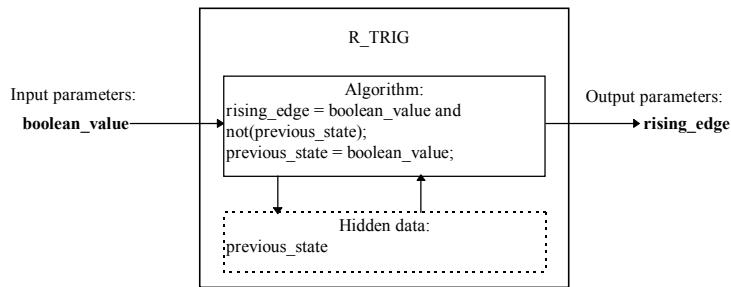 R_TRIG
Input parameters:
boolean_value
Algorithm:
rising_edge = boolean_value and
not(previous_state);
previous_state = boolean_value;
Output parameters:
rising_edge
Hidden data:
previous_state